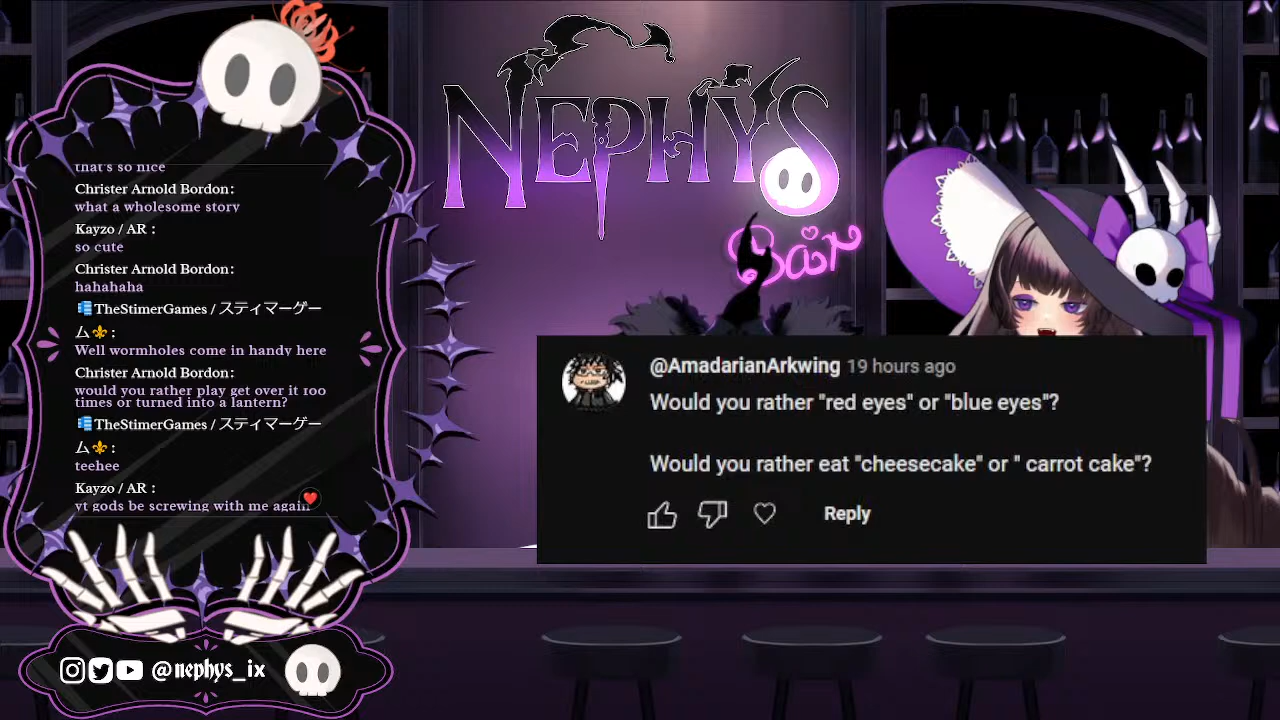 that's so nice
Christer Arnold Bordon:
what a wholesome story
Kayzo / AR :
so cute
Christer Arnold Bordon:
hahahaha
TheStimerGames / スティマーゲー
ム⚜:
Well wormholes come in handy here
Christer Arnold Bordon:
would you rather play get over it 100
times or turned into a lantern?
TheStimerGames / スティマーゲー
ム⚜:
teehee
Kayzo / AR :
yt gods be screwing with me again
@nephys_ix
NEPHYS
Bar
@AmadarianArkwing 19 hours ago
Would you rather "red eyes" or "blue eyes"?
Would you rather eat "cheesecake" or " carrot cake"?
Reply